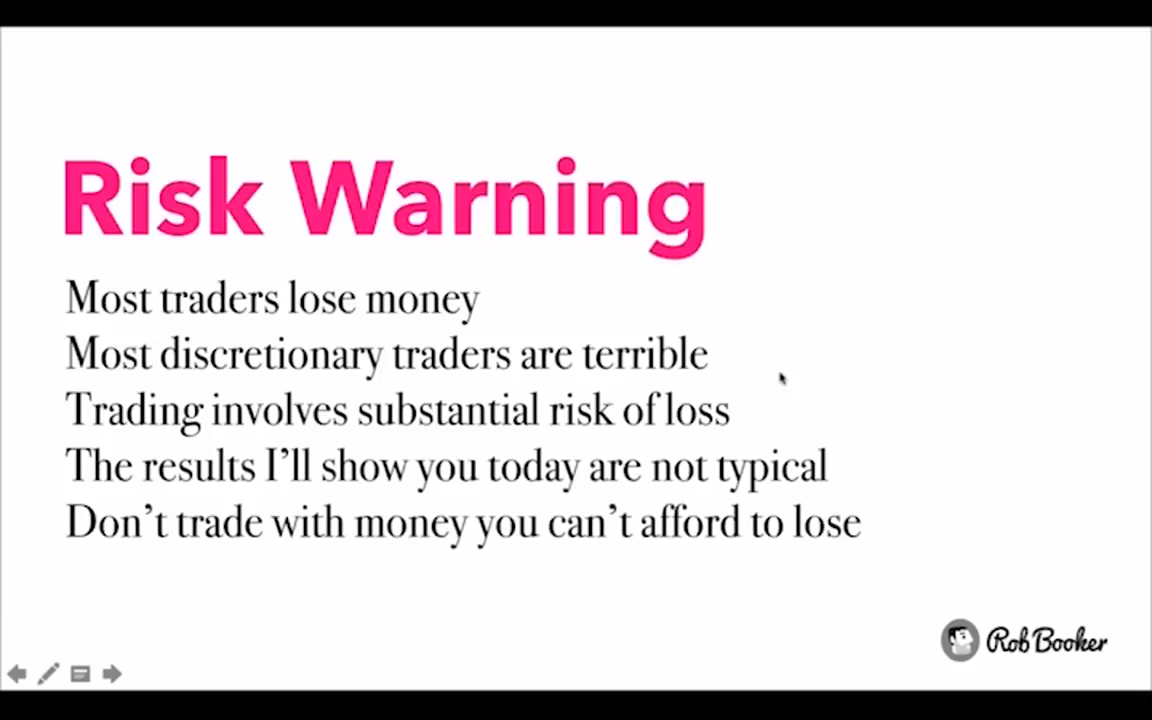 Risk Warning
Most traders lose money
Most discretionary traders are terrible
Trading involves substantial risk of loss
The results I’ll show you today are not typical
Don’t trade with money you can’t afford to lose
Rob Booker